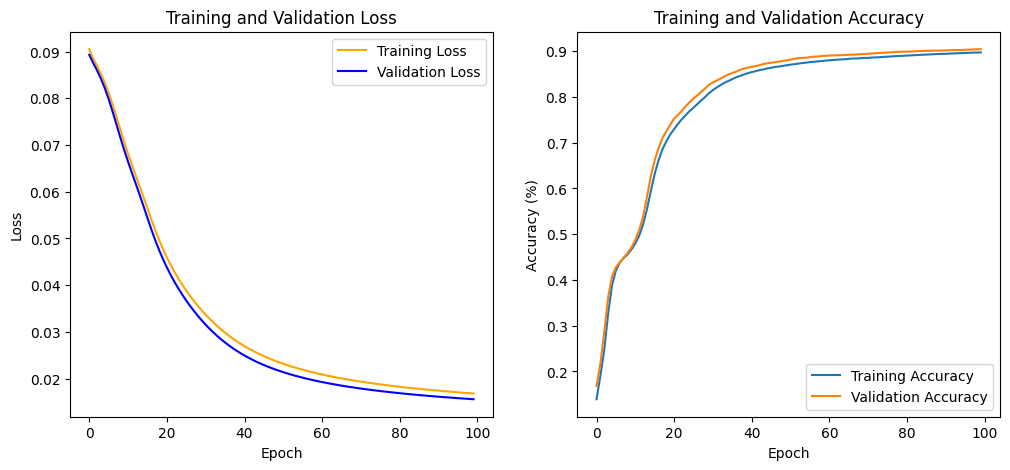 Training and Validation Loss
Training Loss
Validation Loss
Loss
0.09
0.08
0.07
0.06
0.05
0.04
0.03
0.02
0 20 40 60 80 100
Epoch
Training and Validation Accuracy
Accuracy (%)
0.9
0.8
0.7
0.6
0.5
0.4
0.3
0.2
Training Accuracy
Validation Accuracy
0 20 40 60 80 100
Epoch